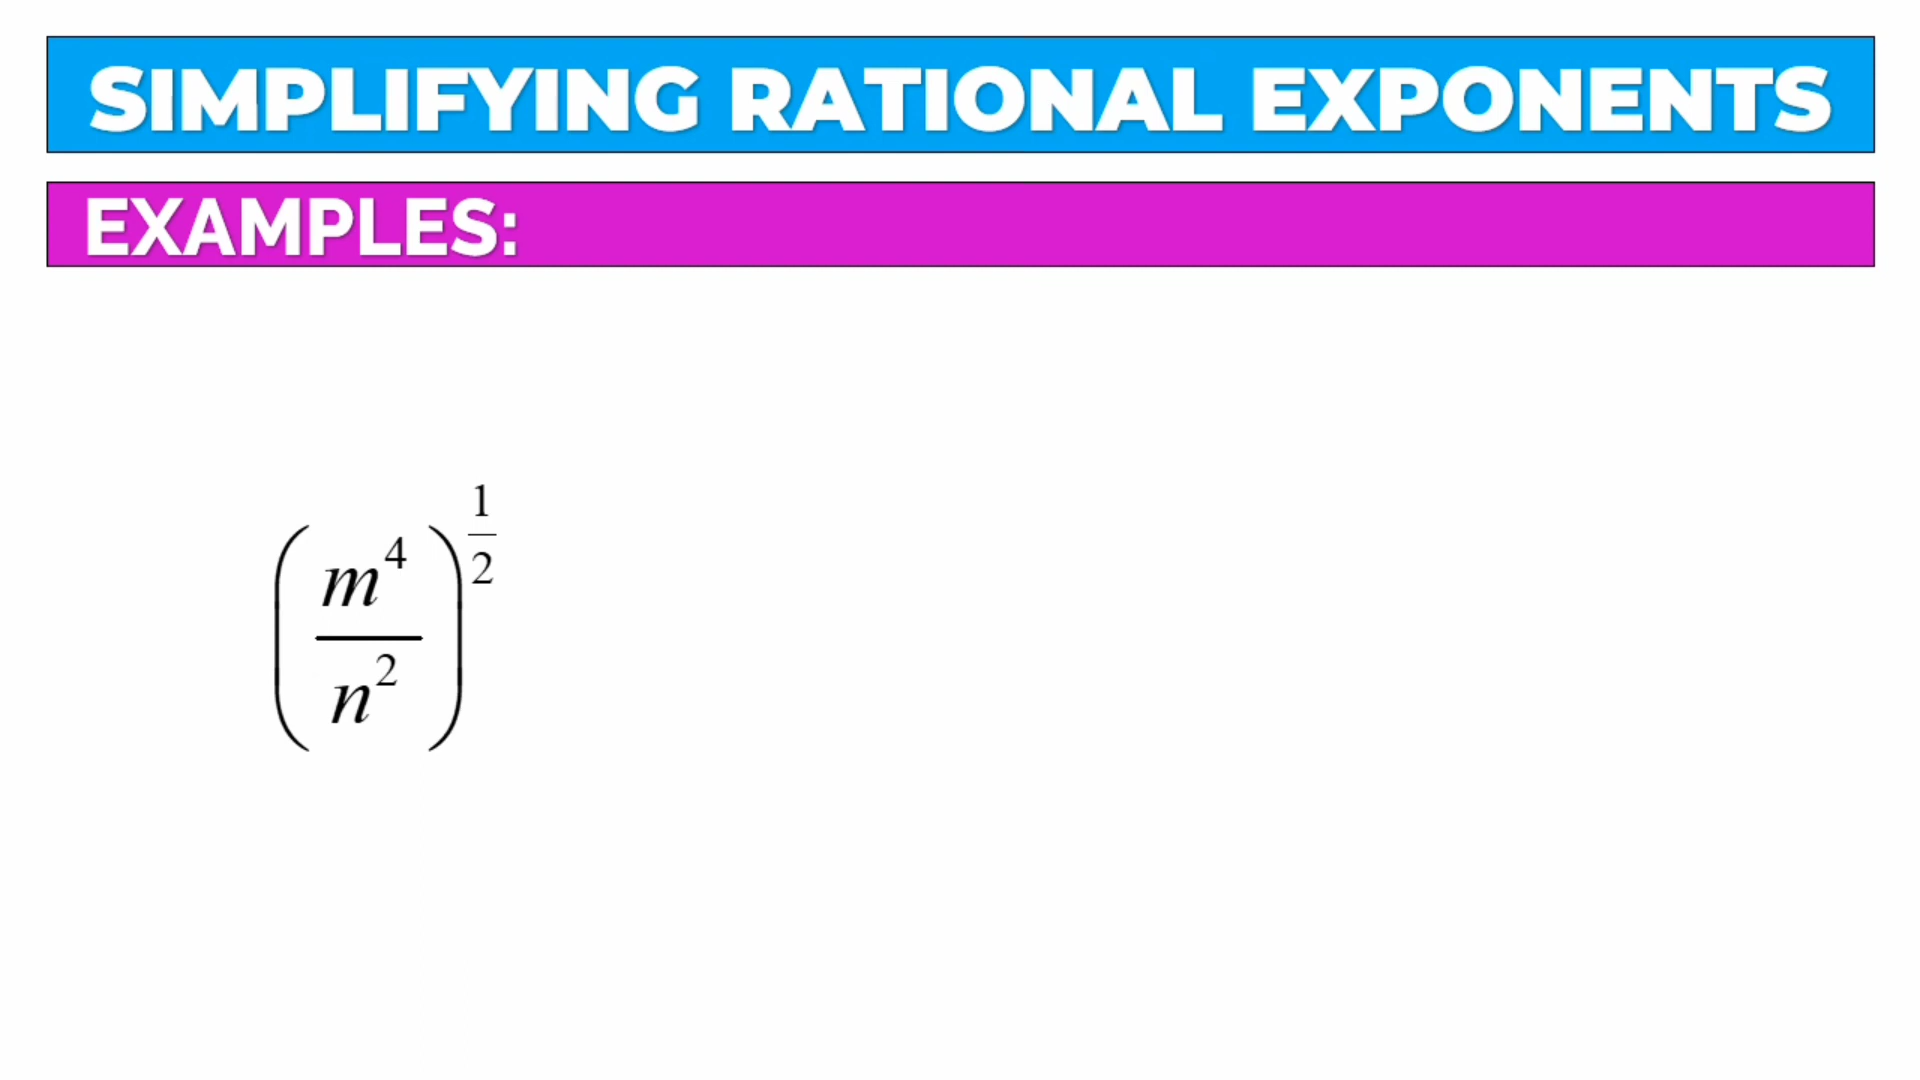 SIMPLIFYING RATIONAL EXPONENTS
EXAMPLES:
(m^4/n^2)^(1/2)